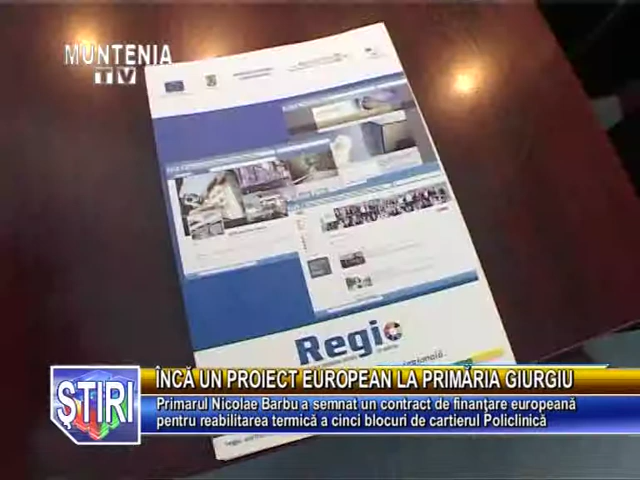 MUNTENIA
TV
Regio
ȘTIRI
ÎNCĂ UN PROIECT EUROPEAN LA PRIMĂRIA GIURGIU
Primarul Nicolae Barbu a semnat un contract de finanţare europeană
pentru reabilitarea termică a cinci blocuri de cartierul Policlinică